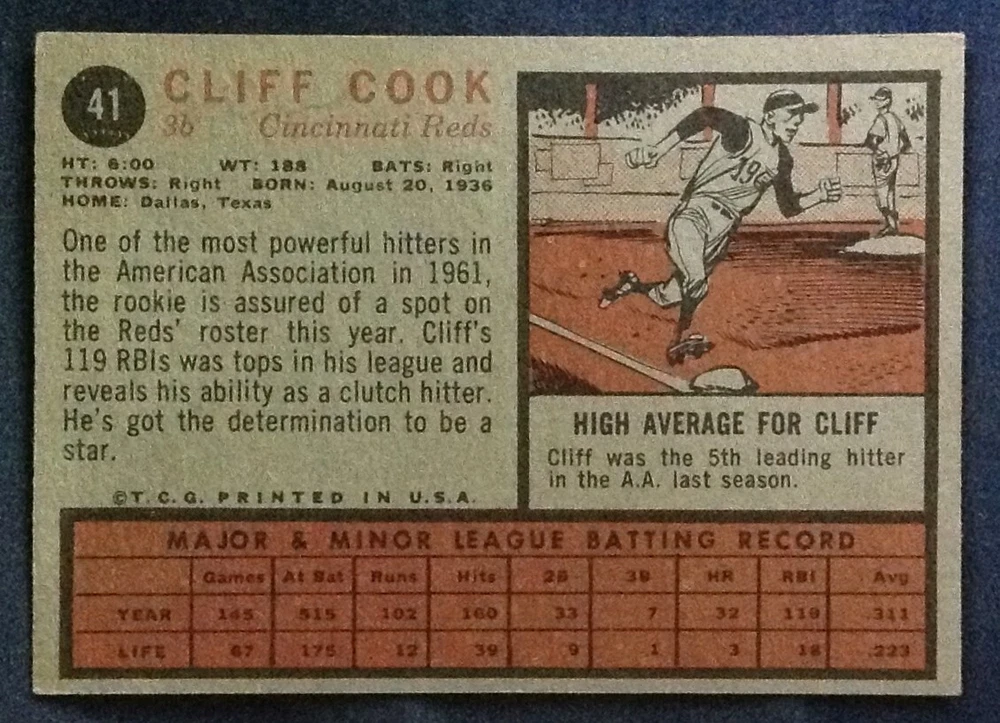 41
CLIFF COOK
3b Cincinnati Reds
HT: 6:00 WT: 188 BATS: Right
THROWS: Right BORN: August 20, 1936
HOME: Dallas, Texas
One of the most powerful hitters in
the American Association in 1961,
the rookie is assured of a spot on
the Reds' roster this year. Cliff's
119 RBIs was tops in his league and
reveals his ability as a clutch hitter.
He's got the determination to be a
star.
©T.C.G. PRINTED IN U.S.A.
196
HIGH AVERAGE FOR CLIFF
Cliff was the 5th leading hitter
in the A.A. last season.
MAJOR & MINOR LEAGUE BATTING RECORD
Games At Bat Runs Hits 2B 3B HR RBI Avg
YEAR 145 515 102 160 33 7 32 119 .311
LIFE 67 175 12 39 9 1 3 18 .223